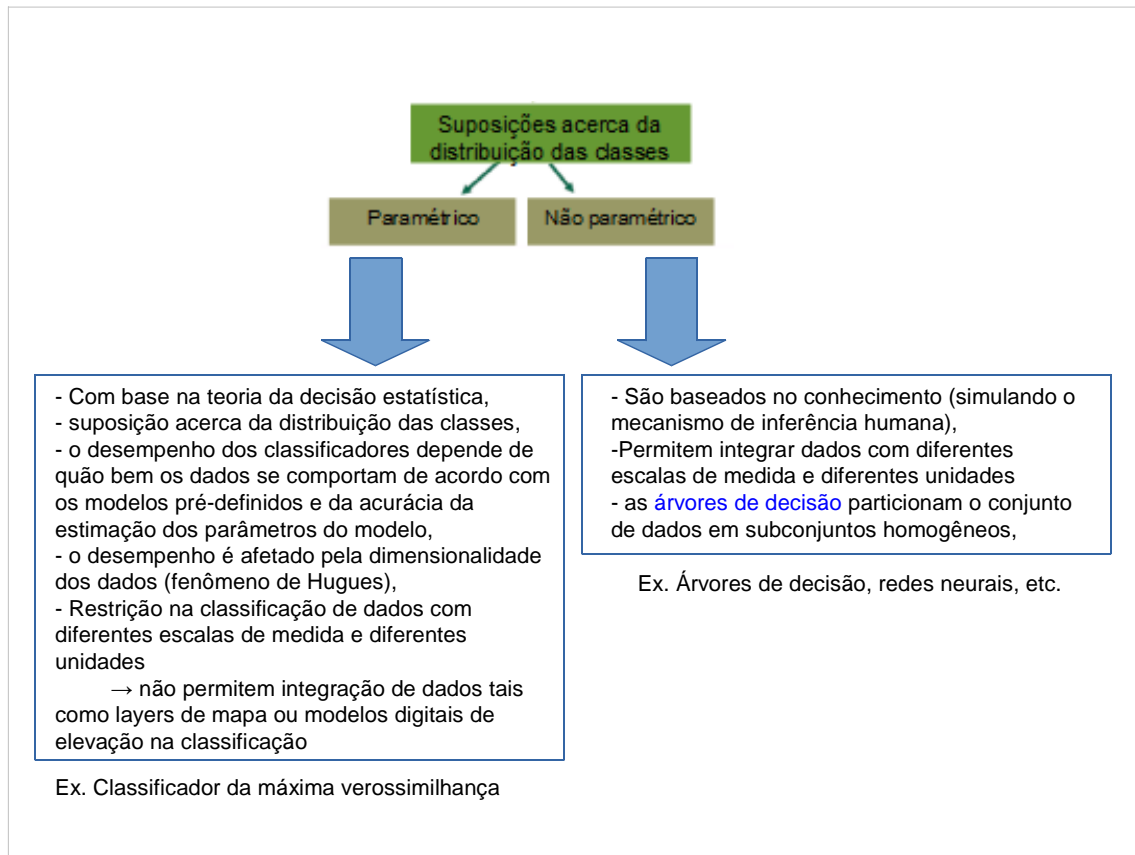 Suposições acerca da
distribuição das classes
Paramétrico
Não paramétrico
- Com base na teoria da decisão estatística,
- suposição acerca da distribuição das classes,
- o desempenho dos classificadores depende de
quão bem os dados se comportam de acordo com
os modelos pré-definidos e da acurácia da
estimação dos parâmetros do modelo,
- o desempenho é afetado pela dimensionalidade
dos dados (fenômeno de Hugues),
- Restrição na classificação de dados com
diferentes escalas de medida e diferentes
unidades
→ não permitem integração de dados tais
como layers de mapa ou modelos digitais de
elevação na classificação
Ex. Classificador da máxima verossimilhança
- São baseados no conhecimento (simulando o
mecanismo de inferência humana),
-Permitem integrar dados com diferentes
escalas de medida e diferentes unidades
- as árvores de decisão particionam o conjunto
de dados em subconjuntos homogêneos,
Ex. Árvores de decisão, redes neurais, etc.